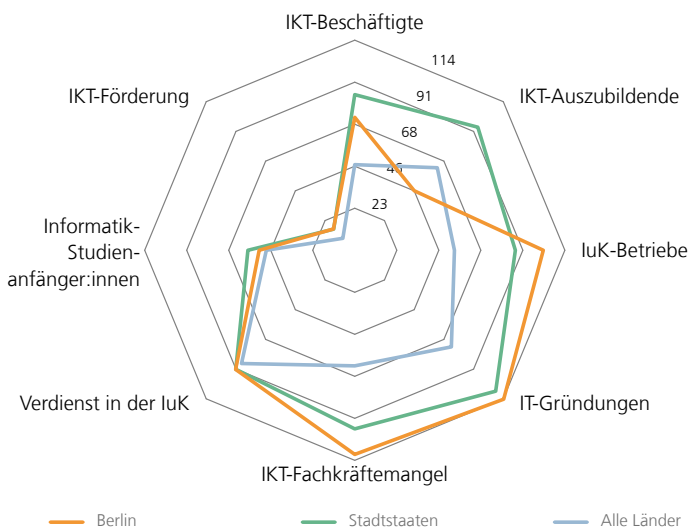 IKT-Beschäftigte
114
IKT-Förderung
IKT-Auszubildende
91
68
46
23
Informatik-
Studien-
anfänger:innen
IuK-Betriebe
Verdienst in der IuK
IT-Gründungen
IKT-Fachkräftemangel
Berlin
Stadtstaaten
Alle Länder